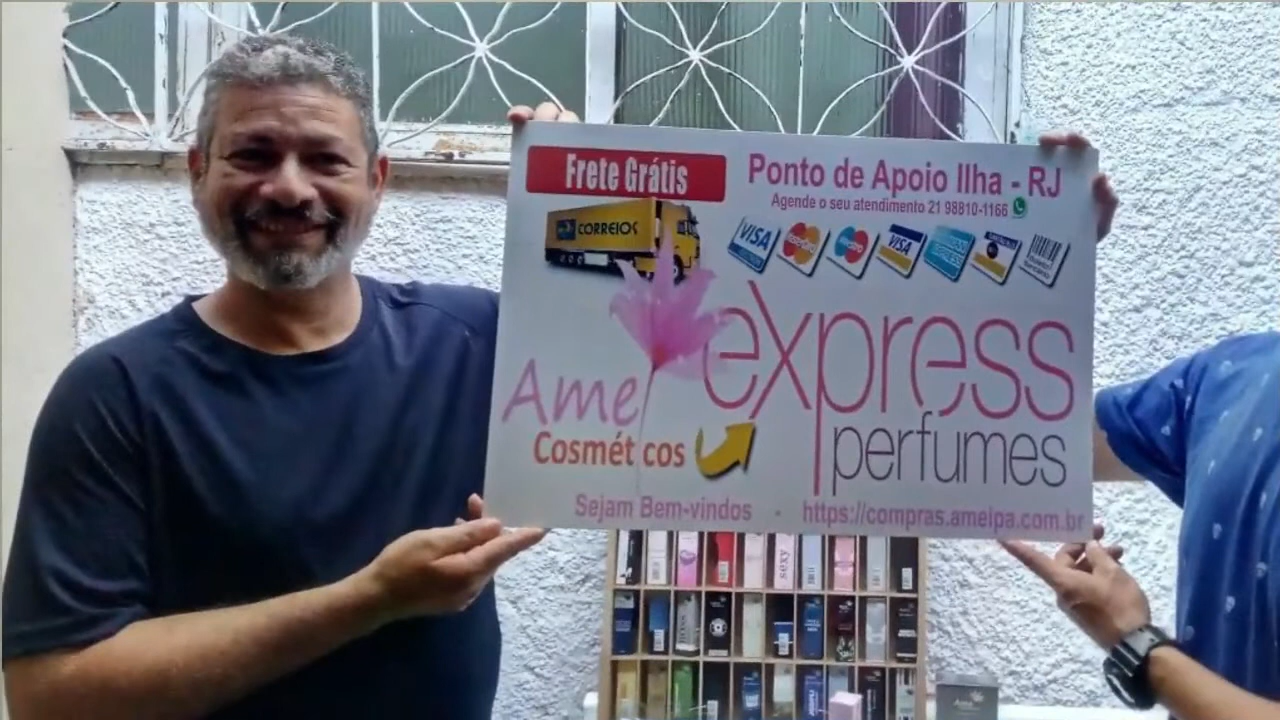 Frete Grátis
Ponto de Apoio Ilha - RJ
Agende o seu atendimento 21 98810-1166
CORREIOS
VISA
VISA
express
Ame
perfumes
Cosmét cos
Sejam Bem-vindos - https://compras.ameipa.com.br
sexy